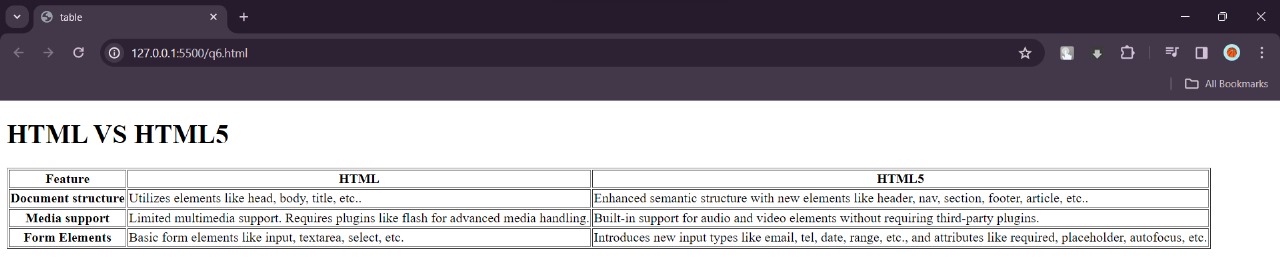 table
127.0.0.1:5500/q6.html
All Bookmarks
HTML VS HTML5
Feature HTML HTML5
Document structure Utilizes elements like head, body, title, etc.. Enhanced semantic structure with new elements like header, nav, section, footer, article, etc..
Media support Limited multimedia support. Requires plugins like flash for advanced media handling. Built-in support for audio and video elements without requiring third-party plugins.
Form Elements Basic form elements like input, textarea, select, etc. Introduces new input types like email, tel, date, range, etc., and attributes like required, placeholder, autofocus, etc.